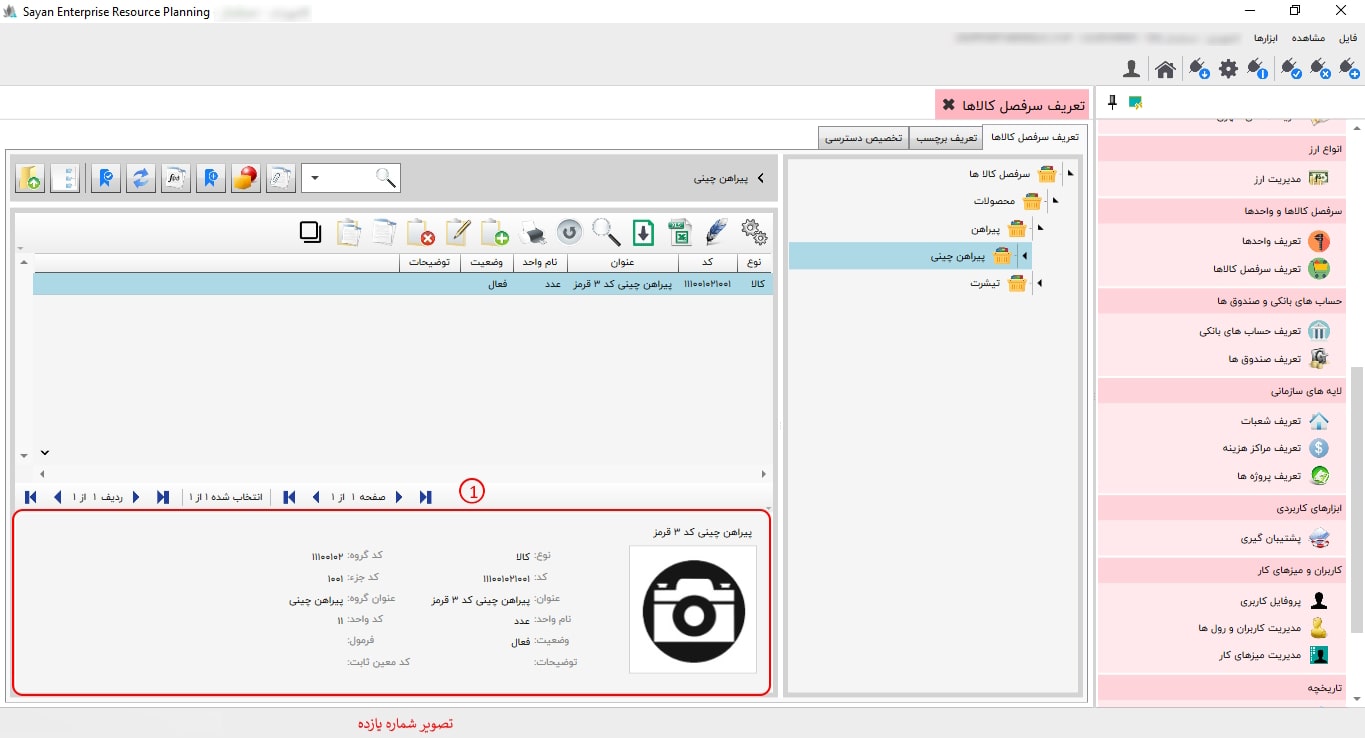 Sayan Enterprise Resource Planning
فایل مشاهده ابزارها
تعریف سرفصل کالاها
تعریف سرفصل کالاها تعریف برچسب تخصیص دسترسی
انواع ارز
مدیریت ارز
سرفصل کالاها و واحدها
تعریف واحدها
تعریف سرفصل کالاها
حساب های بانکی و صندوق ها
تعریف حساب های بانکی
تعریف صندوق ها
لایه های سازمانی
تعریف شعبات
تعریف مراکز هزینه
تعریف پروژه ها
ابزارهای کاربردی
پشتیبان گیری
کاربران و میزهای کار
پروفایل کاربری
مدیریت کاربران و رول ها
مدیریت میزهای کار
تاریخچه
سرفصل کالا ها
محصولات
پیراهن
پیراهن چینی
تیشرت
پیراهن چینی
نوع کد عنوان نام واحد وضعیت توضیحات
کالا ۱۱۱۰۰۱۰۲۱۰۰۱ پیراهن چینی کد ۳ قرمز عدد فعال
ردیف ۱ از ۱ انتخاب شده ۱ از ۱ صفحه ۱ از ۱
1
پیراهن چینی کد ۳ قرمز
نوع: کالا کد گروه: ۱۱۱۰۰۱۰۲
کد: ۱۱۱۰۰۱۰۲۱۰۰۱ کد جزء: ۱۰۰۱
عنوان: پیراهن چینی کد ۳ قرمز عنوان گروه: پیراهن چینی
نام واحد: عدد کد واحد: ۱۱
وضعیت: فعال فرمول:
توضیحات: کد معین ثابت:
تصویر شماره یازده